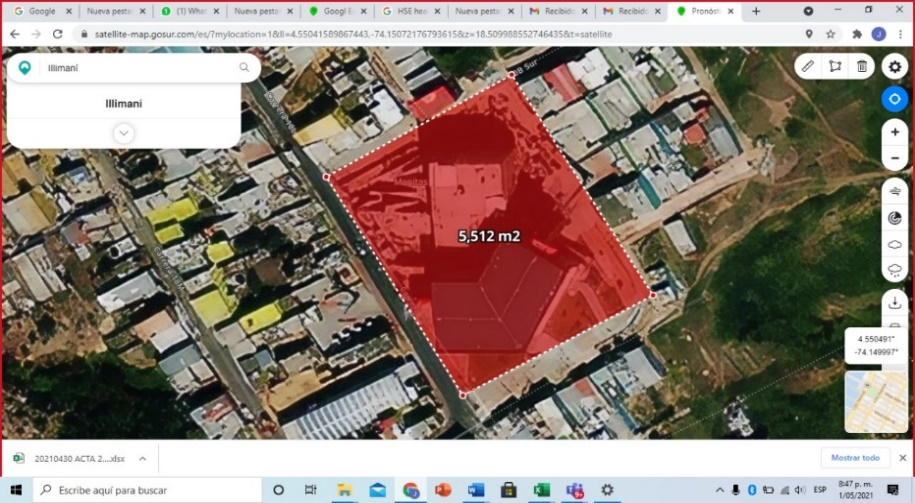 Google
Nueva pesta
(1) What
Nueva pesta
Googl E
HSE hea
Nueva pesta
Recibido
Recibido
Pronóst
satellite-map.gosur.com/es/?mylocation=1&ll=4.55041589867443,-74.15072176793615&z=18.509988552746435&t=satellite
Illimaní
Illimani
5,512 m2
4.550491°
-74.149997°
20210430 ACTA 2....xlsx
Mostrar todo
Escribe aquí para buscar
ESP
8:47 p. m.
1/05/2021